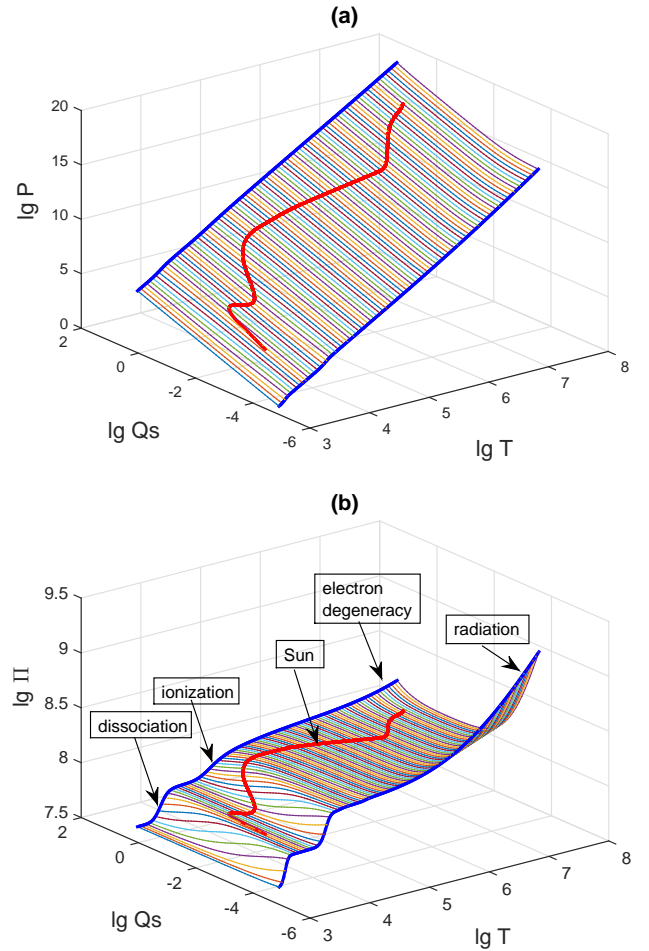 (a)
20
15
10
5
0
lg P
2
0
-2
-4
-6
lg Qs
3
4
5
6
7
8
lg T
(b)
9.5
9
8.5
8
7.5
lg Π
electron
degeneracy
radiation
Sun
ionization
dissociation
2
0
-2
-4
-6
lg Qs
3
4
5
6
7
8
lg T